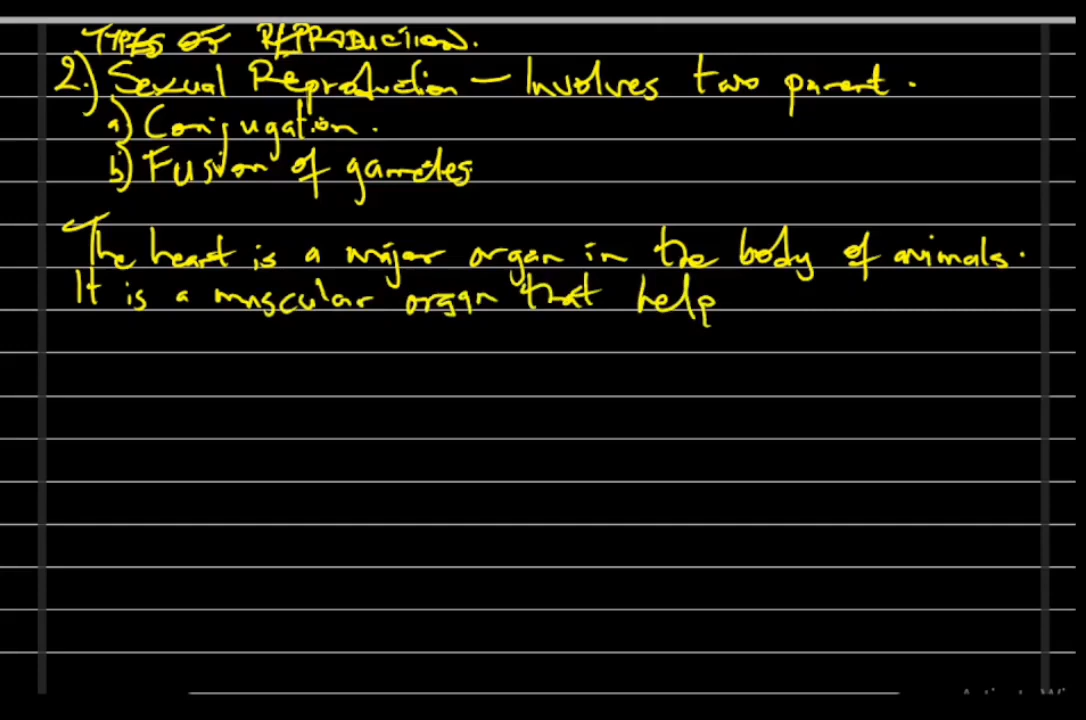 TYPES OF REPRODUCTION.
2.) Sexual Reproduction – Involves two parent.
a) Conjugation.
b) Fusion of gametes
The heart is a major organ in the body of animals.
It is a muscular organ that help